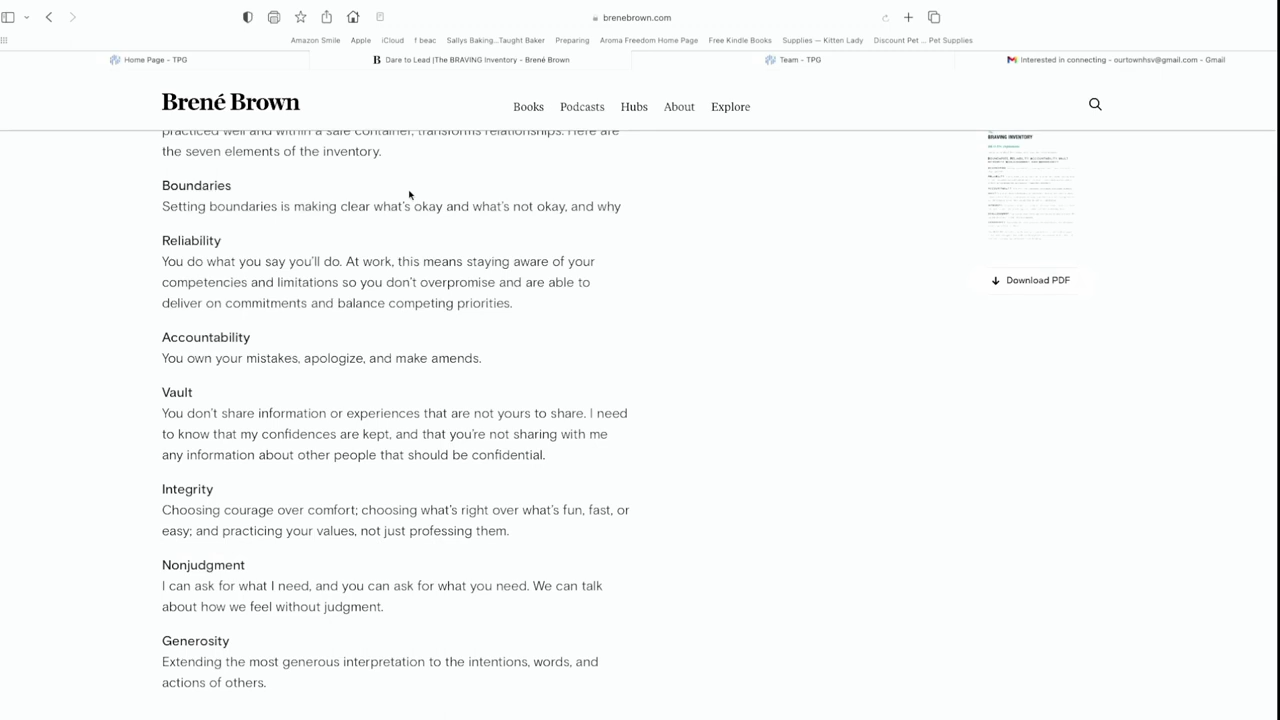 brenebrown.com
Amazon Smile Apple iCloud f beac Sallys Baking...Taught Baker Preparing Aroma Freedom Home Page Free Kindle Books Supplies — Kitten Lady Discount Pet ... Pet Supplies
Home Page - TPG
B Dare to Lead |The BRAVING Inventory - Brené Brown
Team - TPG
Interested in connecting - ourtownhsv@gmail.com - Gmail
Brené Brown
Books Podcasts Hubs About Explore
practiced well and within a safe container, transforms relationships. Here are
the seven elements of the inventory.
Boundaries
boundaries is making clear what's okay and what's not okay, and why
Reliability
You do what you say you'll do. At work, this means staying aware of your
competencies and limitations so you don't overpromise and are able to
deliver on commitments and balance competing priorities.
Accountability
You own your mistakes, apologize, and make amends.
Vault
You don't share information or experiences that are not yours to share. I need
to know that my confidences are kept, and that you're not sharing with me
any information about other people that should be confidential.
Integrity
Choosing courage over comfort; choosing what's right over what's fun, fast, or
easy; and practicing your values, not just professing them.
Nonjudgment
I can ask for what I need, and you can ask for what you need. We can talk
about how we feel without judgment.
Generosity
Extending the most generous interpretation to the intentions, words, and
actions of others.
BRAVING INVENTORY
Download PDF